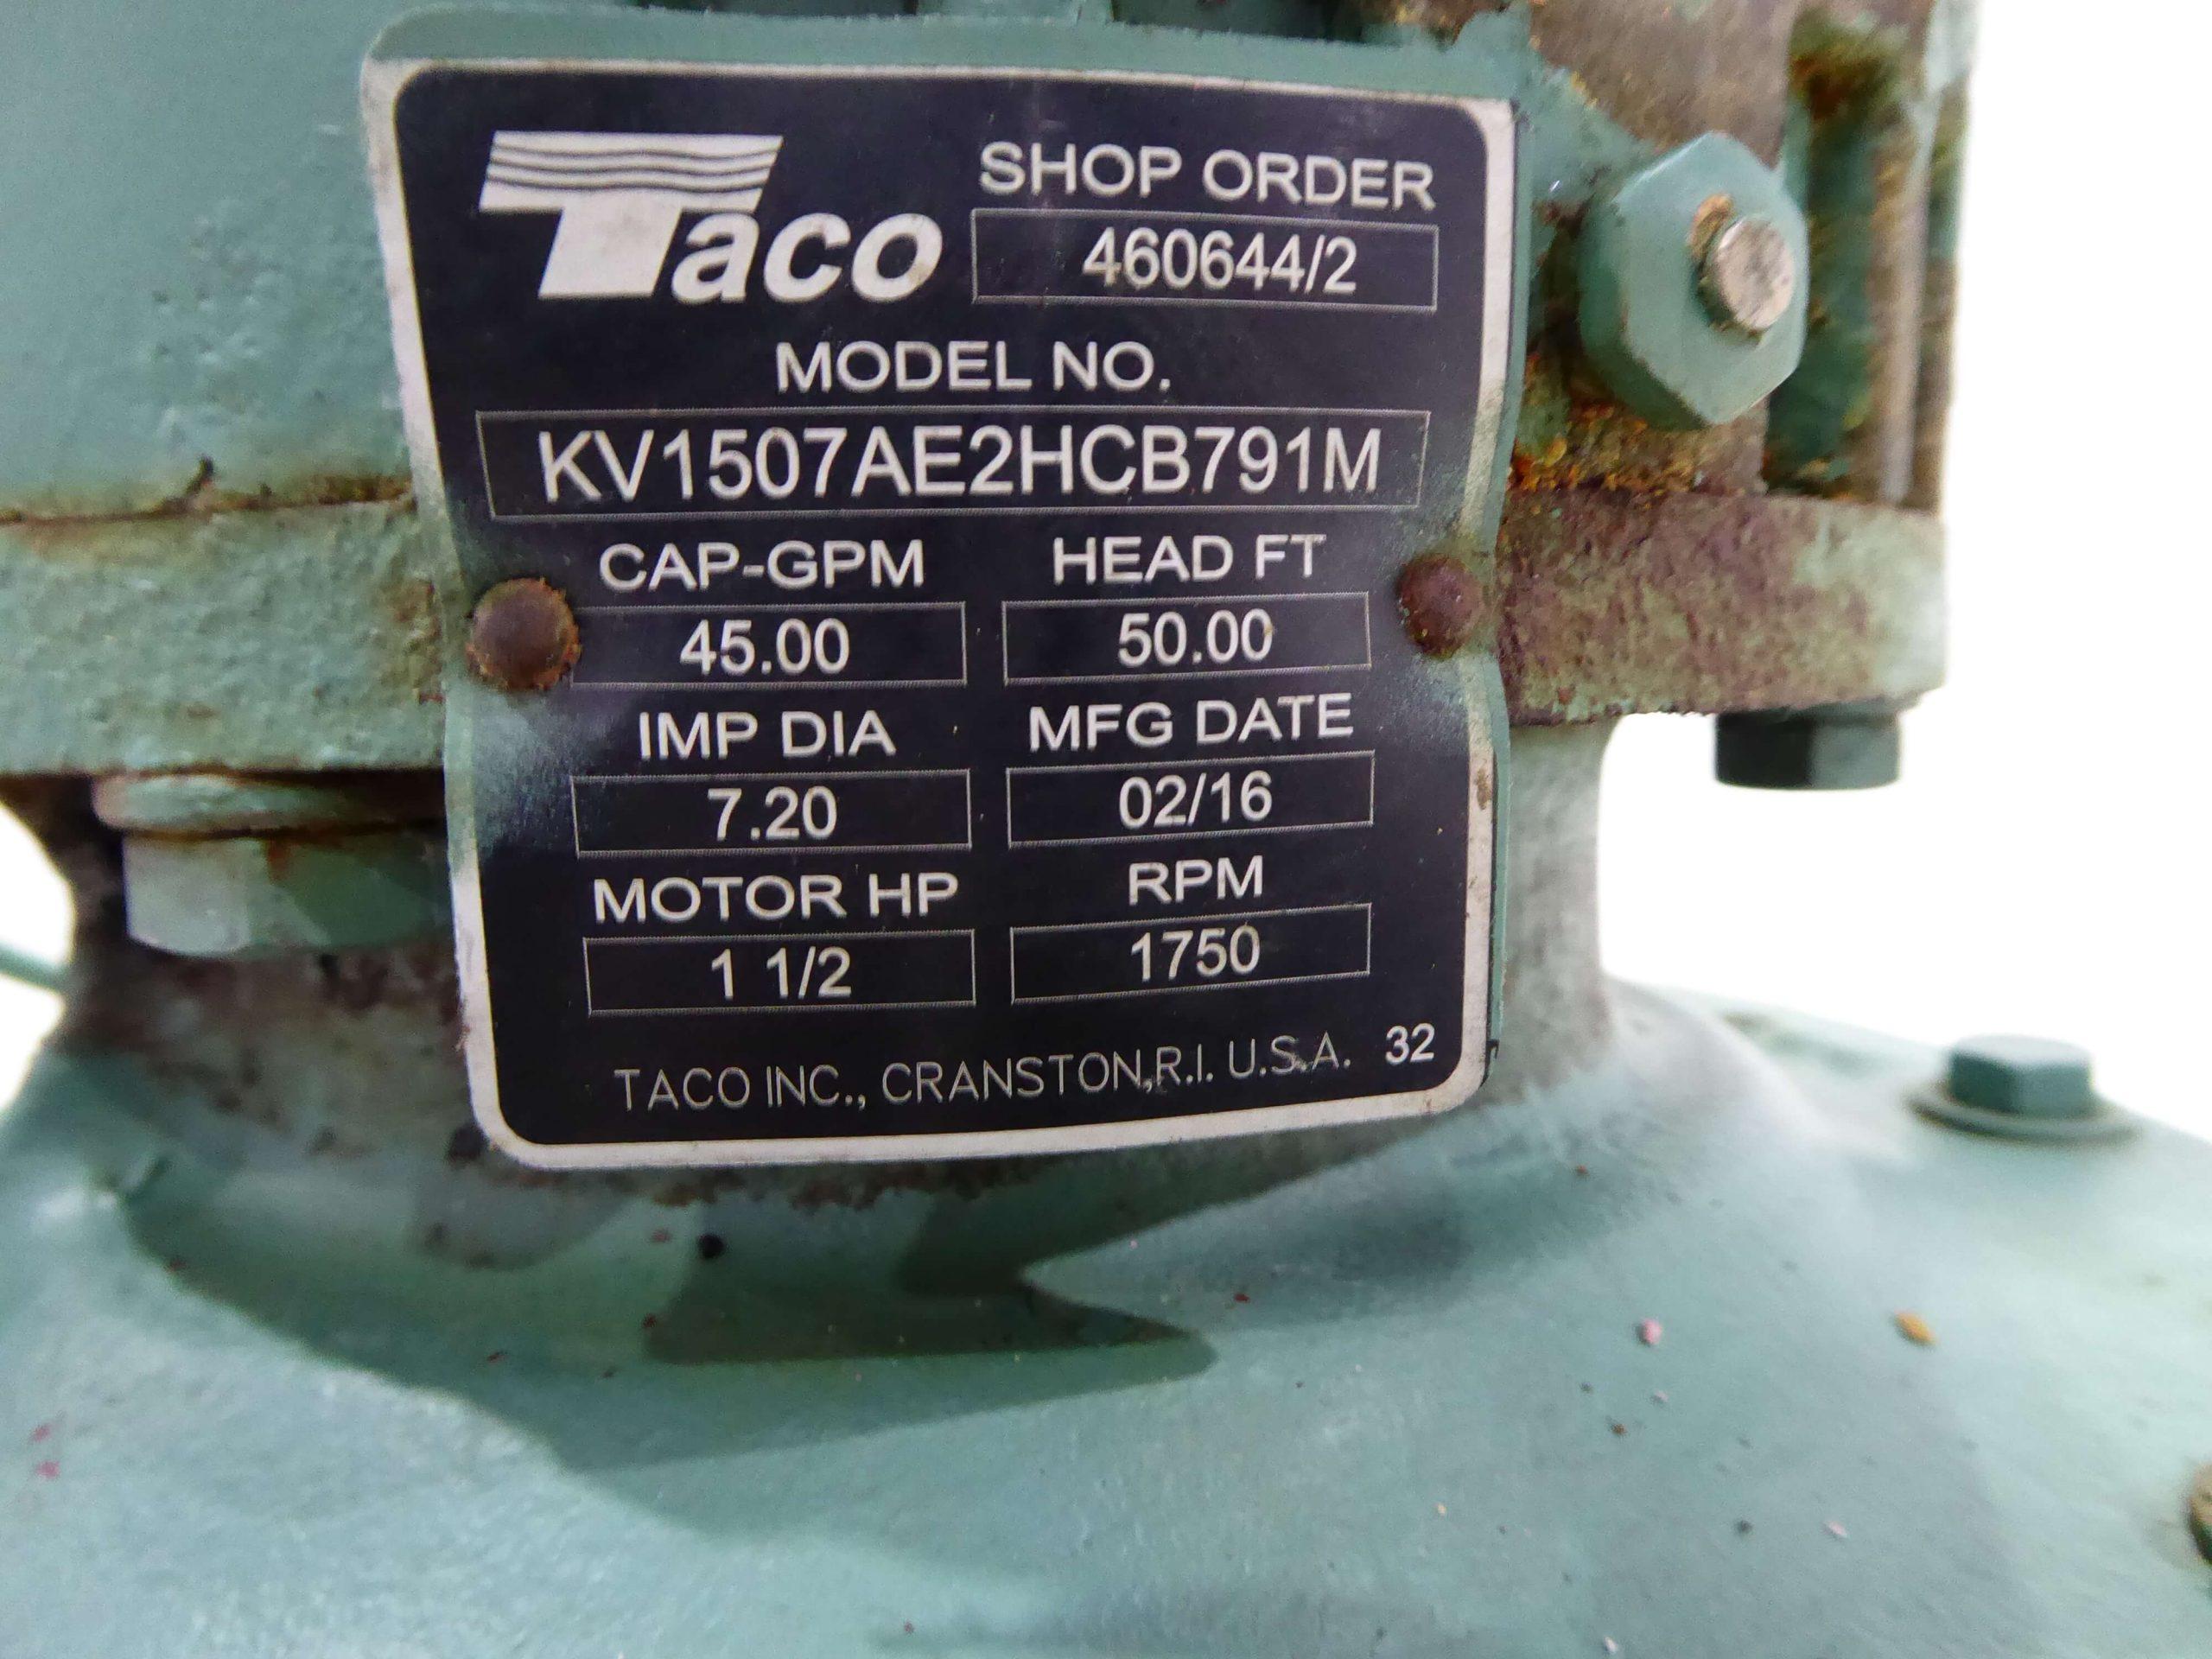 Taco
SHOP ORDER
460644/2
MODEL NO.
KV1507AE2HCB791M
CAP-GPM HEAD FT
45.00 50.00
IMP DIA MFG DATE
7.20 02/16
MOTOR HP RPM
1 1/2 1750
TACO INC., CRANSTON,R.I. U.S.A. 32